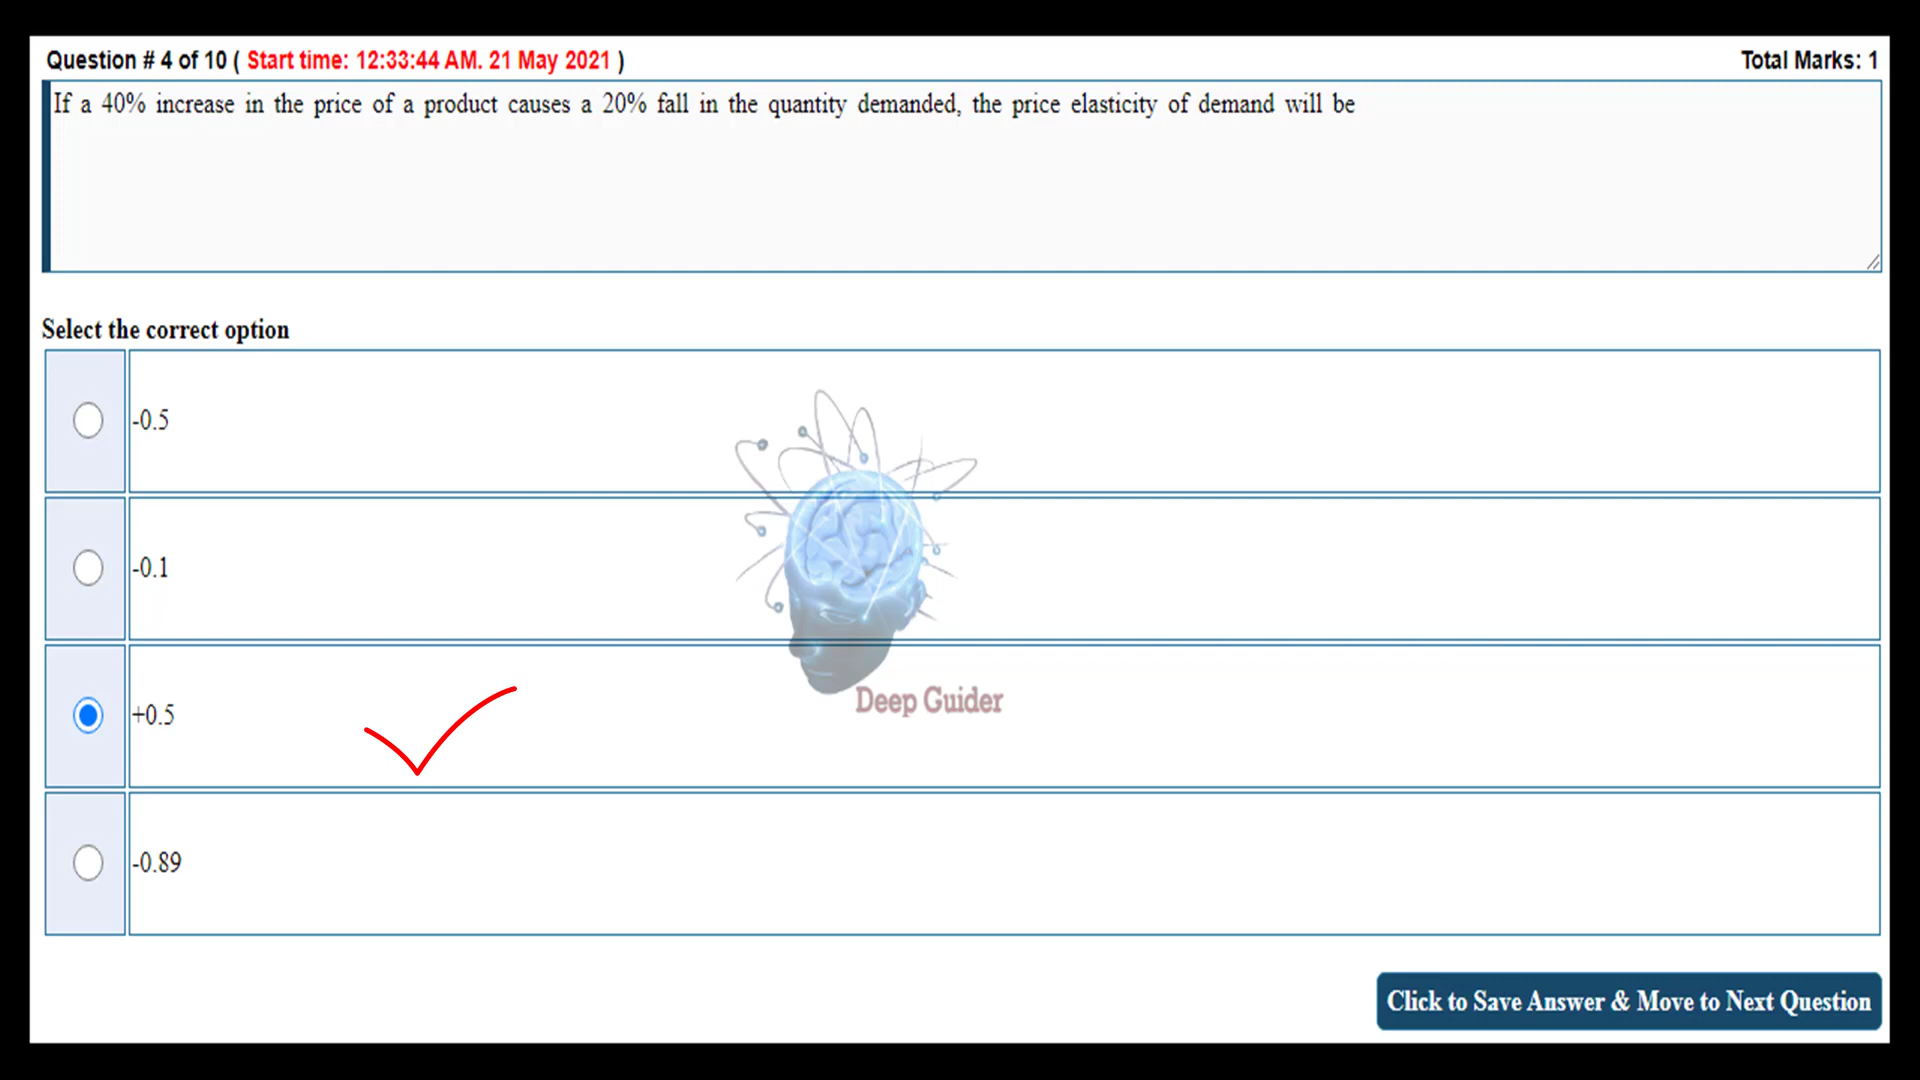 Question # 4 of 10 ( Start time: 12:33:44 AM. 21 May 2021 ) Total Marks: 1
If a 40% increase in the price of a product causes a 20% fall in the quantity demanded, the price elasticity of demand will be
Select the correct option
-0.5
-0.1
+0.5
Deep Guider
-0.89
Click to Save Answer & Move to Next Question